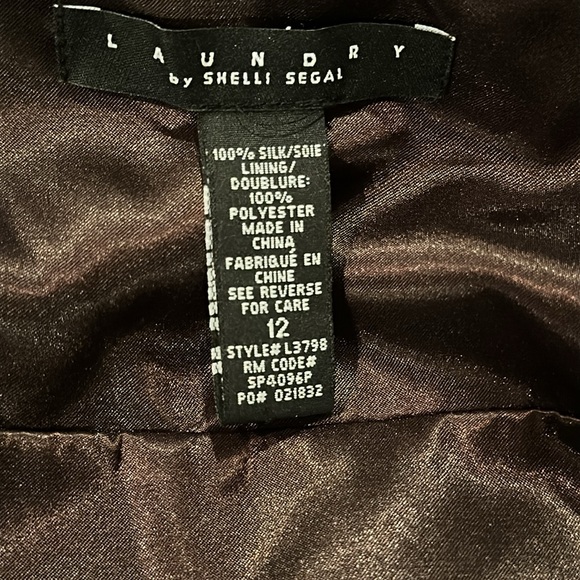 LAUNDRY
by SHELLI SEGAL
100% SILK/SOIE
LINING/
DOUBLURE:
100%
POLYESTER
MADE IN
CHINA
FABRIQUÉ EN
CHINE
SEE REVERSE
FOR CARE
12
STYLE# L3798
RM CODE#
SP4096P
PO# 021832